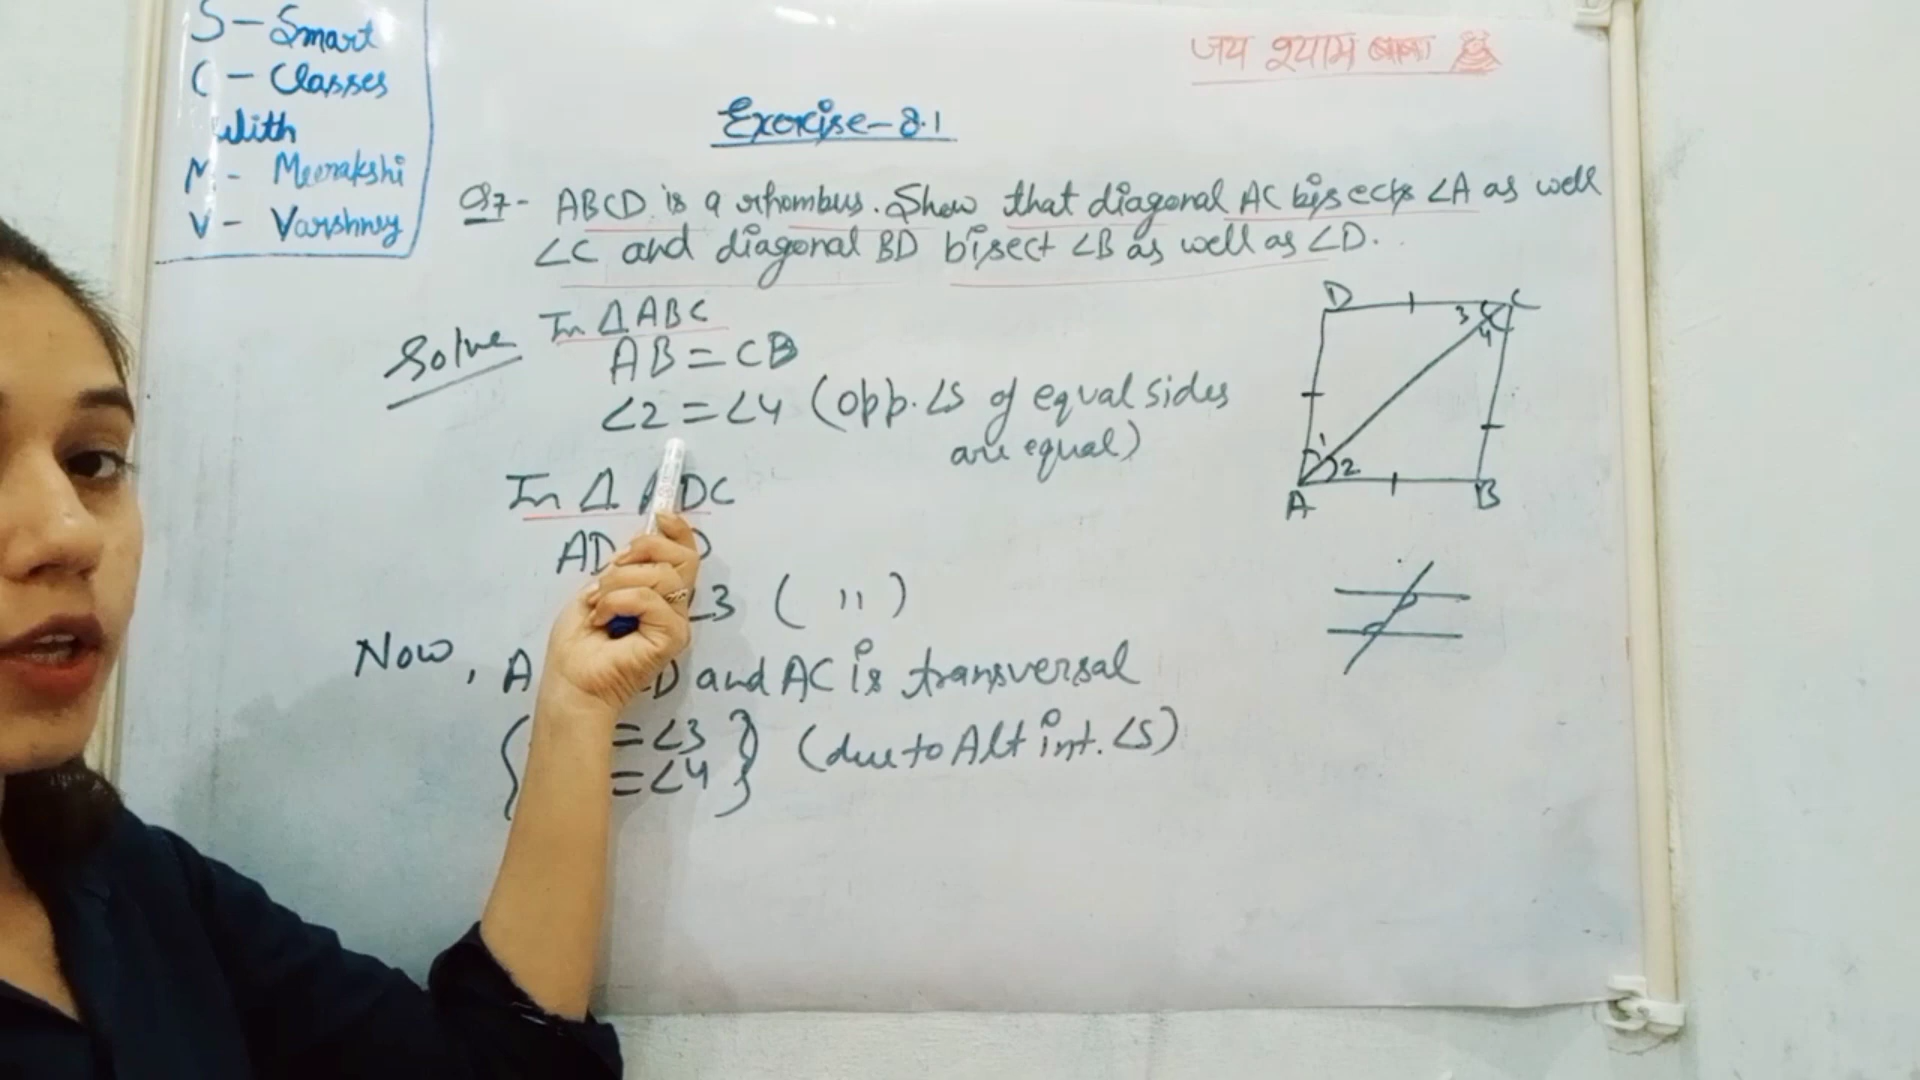 S - Smart
C - Classes
With
M - Meenakshi
V - Varshney
जय श्याम बाबा
Exercise-8.1
Q7- ABCD is a rhombus. Show that diagonal AC bisects ∠A as well
∠C and diagonal BD bisect ∠B as well as ∠D.
Solve
In Δ ABC
AB = CB
∠2 = ∠4 (opp. ∠s of equal sides
are equal)
In Δ ADC
AD D
∠3 ( '' )
Now, A D and AC is transversal
{ = ∠3 } (due to Alt int. ∠s)
= ∠4
D C
3
4
1
2
A B